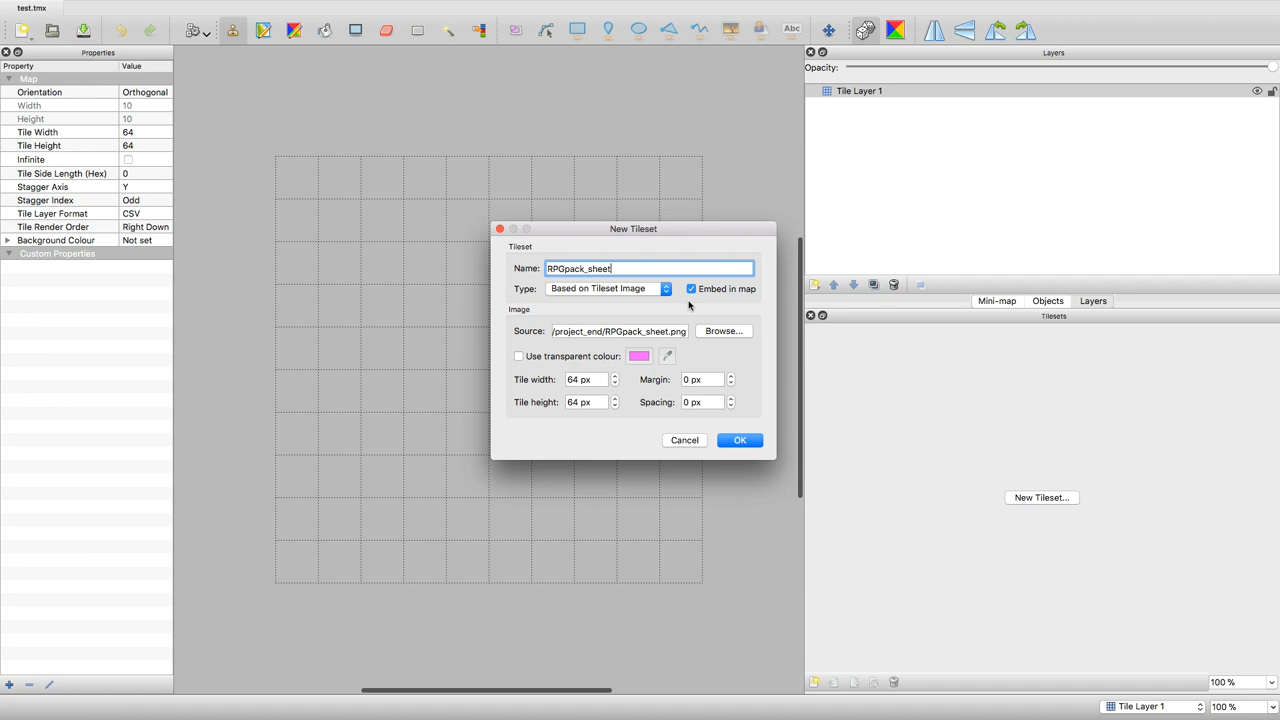 test.tmx
Abc
Properties
Property Value
Map
Orientation Orthogonal
Width 10
Height 10
Tile Width 64
Tile Height 64
Infinite
Tile Side Length (Hex) 0
Stagger Axis Y
Stagger Index Odd
Tile Layer Format CSV
Tile Render Order Right Down
Background Colour Not set
Custom Properties
New Tileset
Tileset
Name: RPGpack_sheet
Type: Based on Tileset Image Embed in map
Image
Source: /project_end/RPGpack_sheet.png Browse...
Use transparent colour:
Tile width: 64 px Margin: 0 px
Tile height: 64 px Spacing: 0 px
Cancel OK
Layers
Opacity:
Tile Layer 1
Mini-map Objects Layers
Tilesets
New Tileset...
100 %
Tile Layer 1 100 %